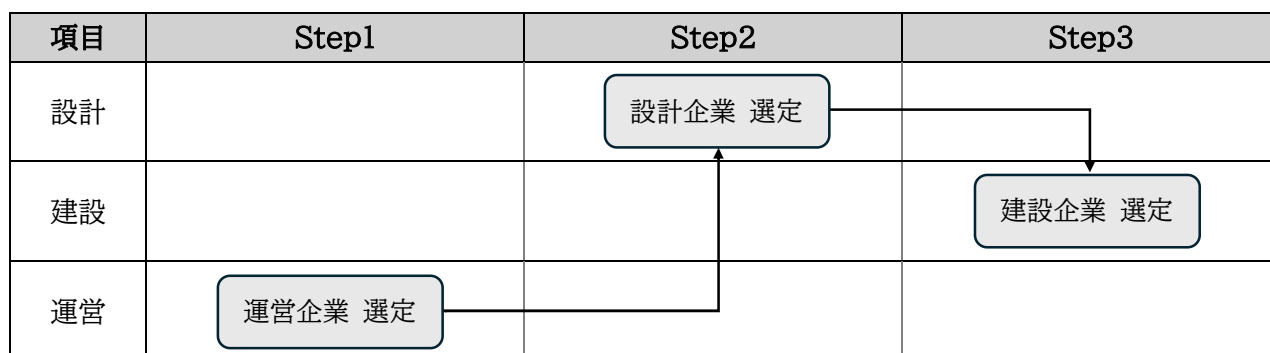 項目 Step1 Step2 Step3
設計 設計企業 選定
建設 建設企業 選定
運営 運営企業 選定